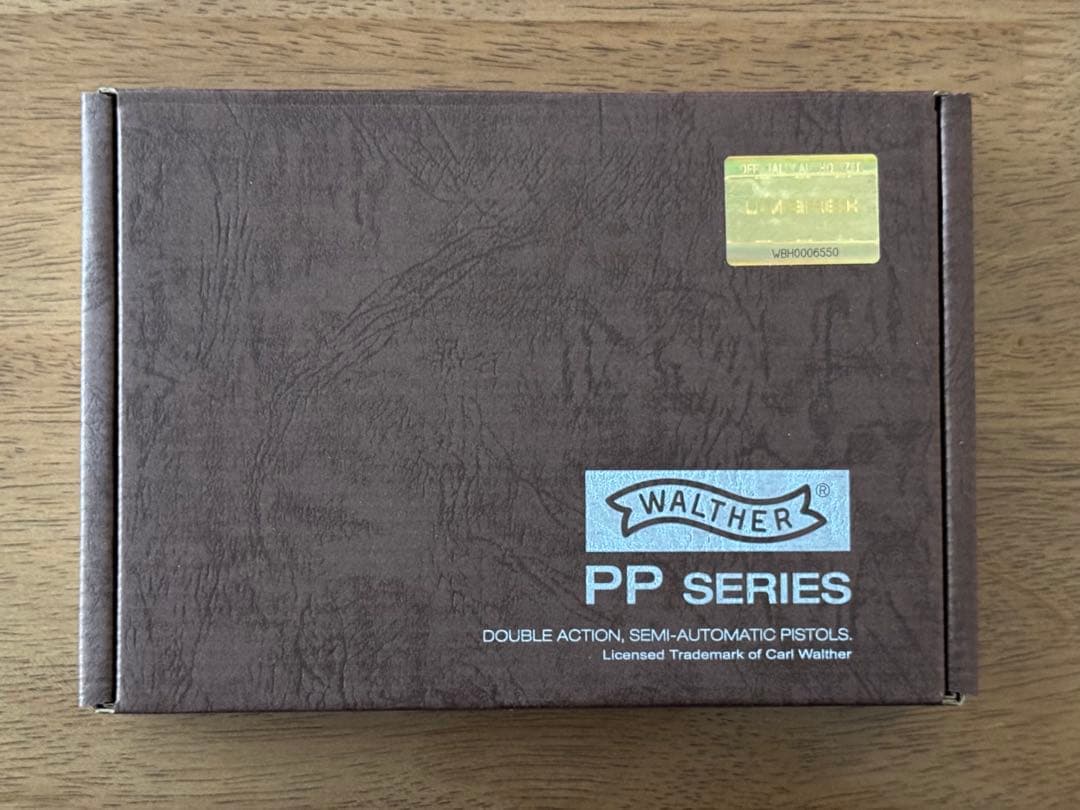 WBH0006550
WALTHER ®
PP SERIES
DOUBLE ACTION, SEMI-AUTOMATIC PISTOLS.
Licensed Trademark of Carl Walther